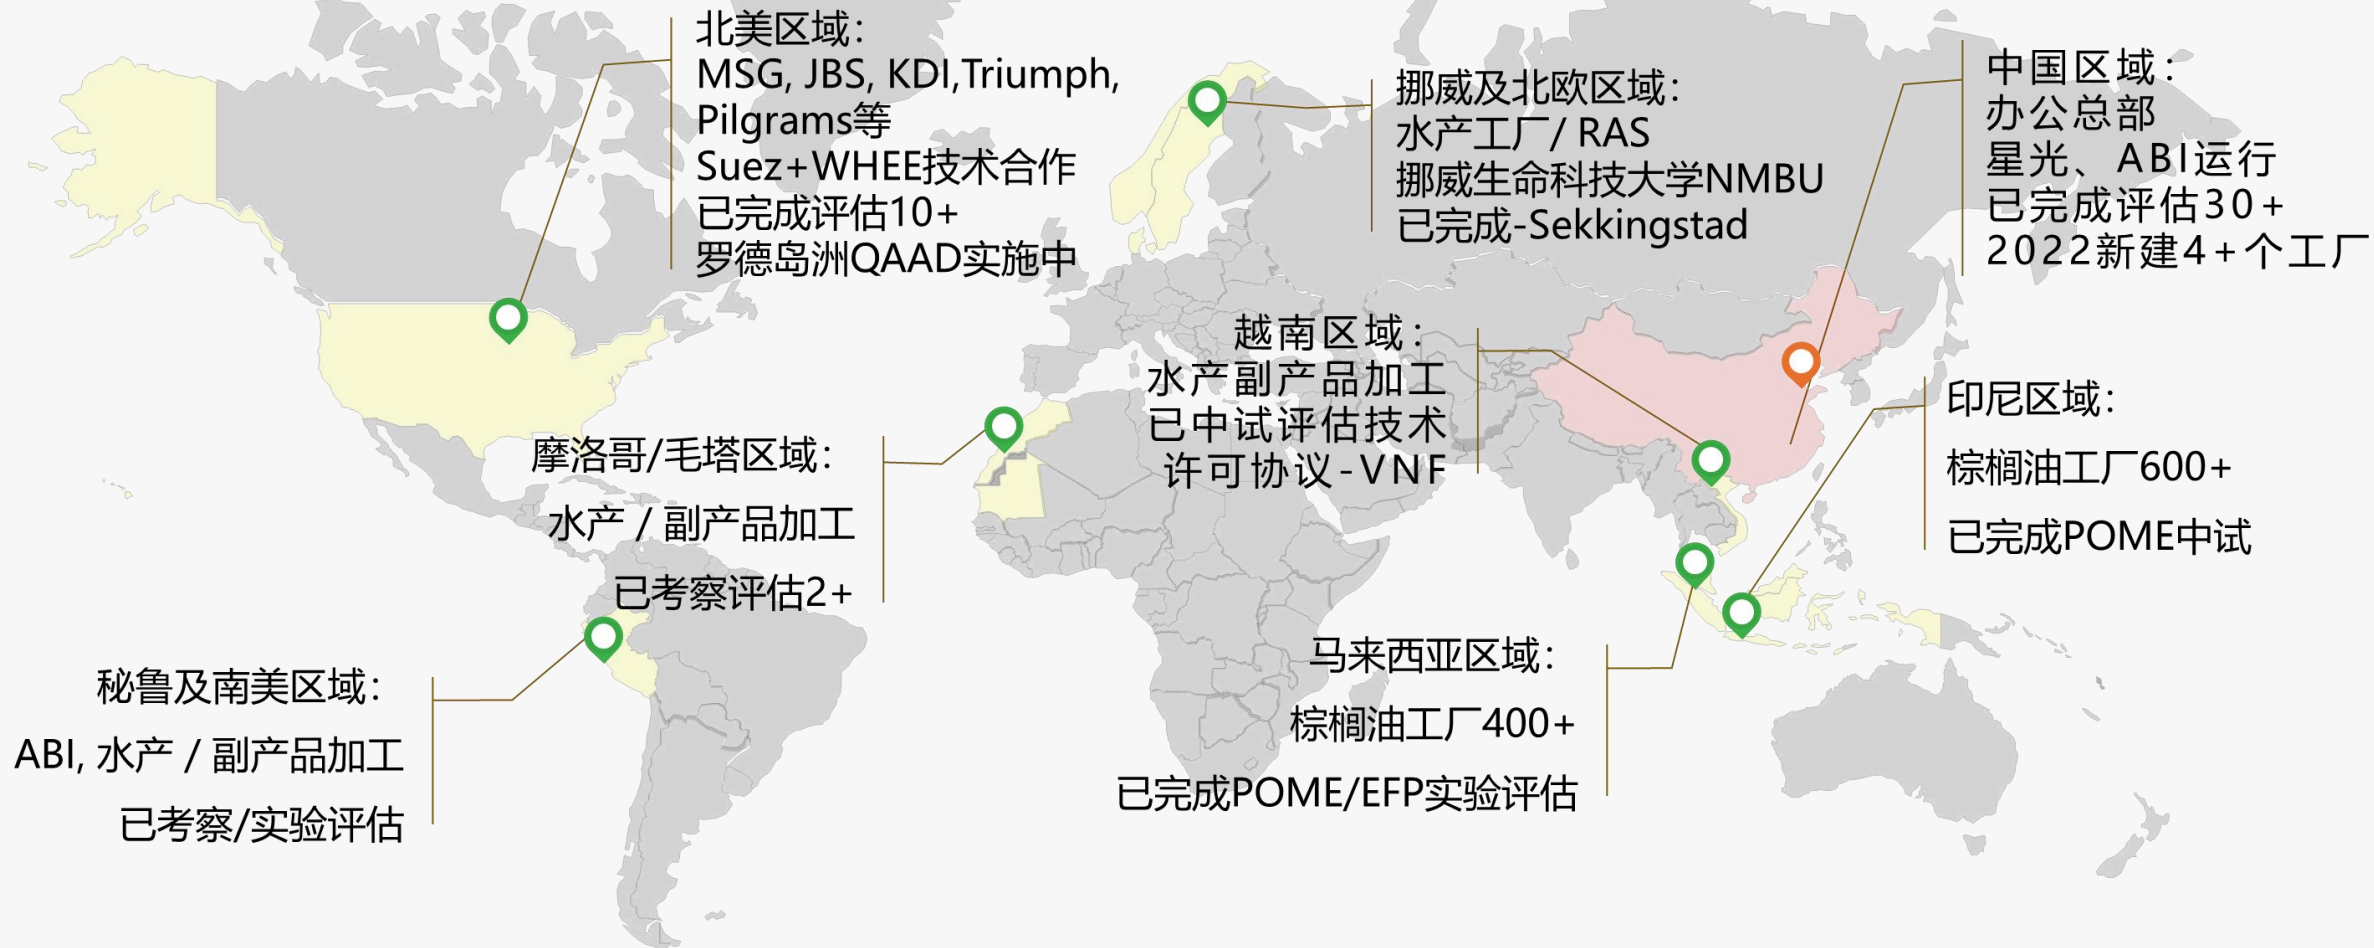 北美区域：
MSG, JBS, KDI,Triumph,
Pilgrams等
Suez+WHEE技术合作
已完成评估10+
罗德岛洲QAAD实施中
挪威及北欧区域：
水产工厂/ RAS
挪威生命科技大学NMBU
已完成-Sekkingstad
中国区域：
办公总部
星光、ABI运行
已完成评估30+
2022新建4+个工厂
越南区域：
水产副产品加工
已中试评估技术
许可协议-VNF
印尼区域：
棕榈油工厂600+
已完成POME中试
摩洛哥/毛塔区域：
水产 / 副产品加工
已考察评估2+
秘鲁及南美区域：
ABI, 水产 / 副产品加工
已考察/实验评估
马来西亚区域：
棕榈油工厂400+
已完成POME/EFP实验评估